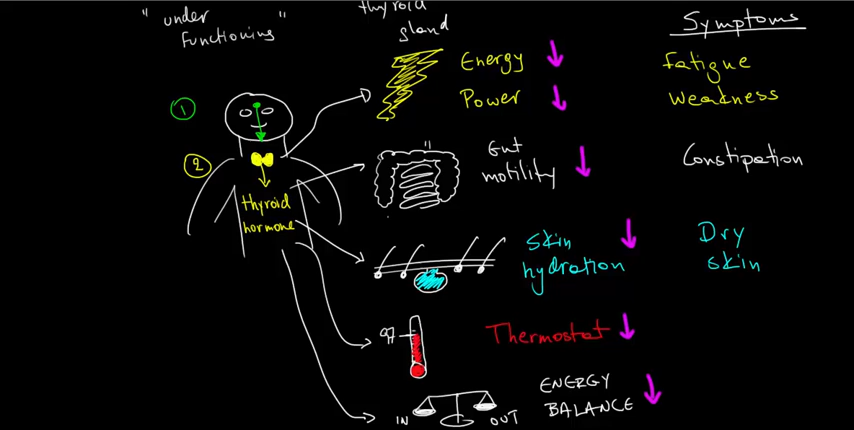 "under
functioning"
thyroid
gland
Symptoms
1
2
thyroid
hormone
Energy
Power
Fatigue
Weakness
Gut
motility
Constipation
Skin
hydration
Dry
skin
97
Thermostat
IN
OUT
ENERGY
BALANCE